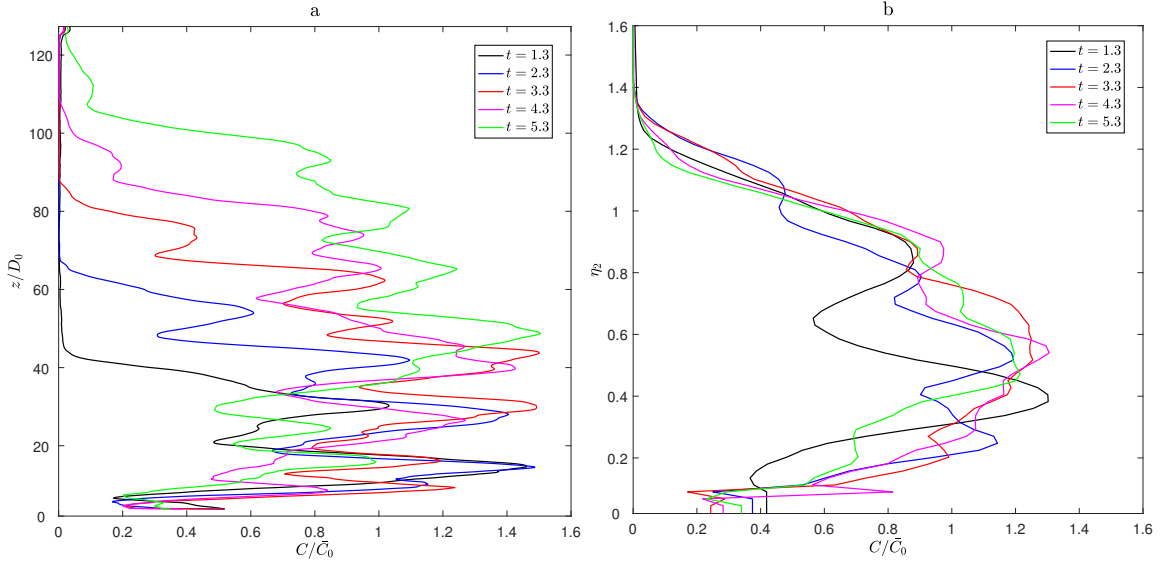 a
z/D₀
120
100
80
60
40
20
0
0 0.2 0.4 0.6 0.8 1 1.2 1.4 1.6
C/C̄₀
t = 1.3
t = 2.3
t = 3.3
t = 4.3
t = 5.3
b
η₂
1.6
1.4
1.2
1
0.8
0.6
0.4
0.2
0
0 0.2 0.4 0.6 0.8 1 1.2 1.4 1.6
C/C̄₀
t = 1.3
t = 2.3
t = 3.3
t = 4.3
t = 5.3